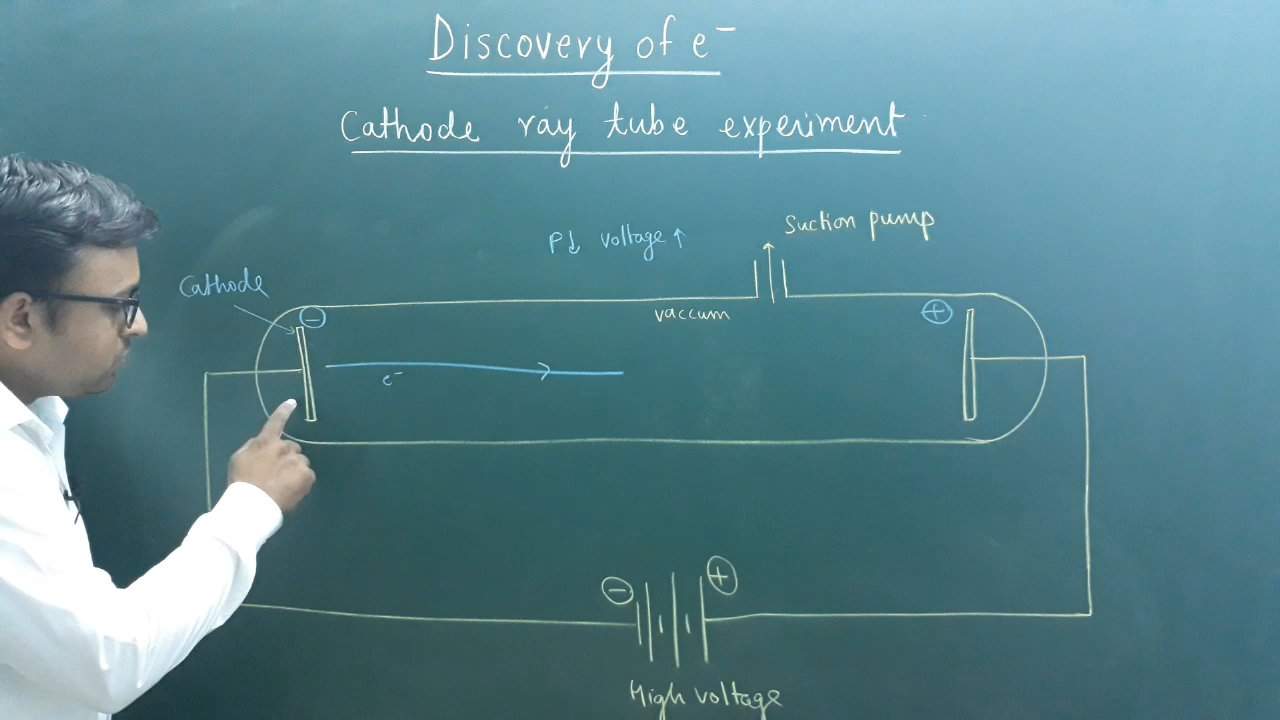 Discovery of e⁻
Cathode ray tube experiment
Suction pump
P↓ voltage ↑
Cathode
vaccum
⊖
⊕
e⁻
⊖
⊕
High voltage